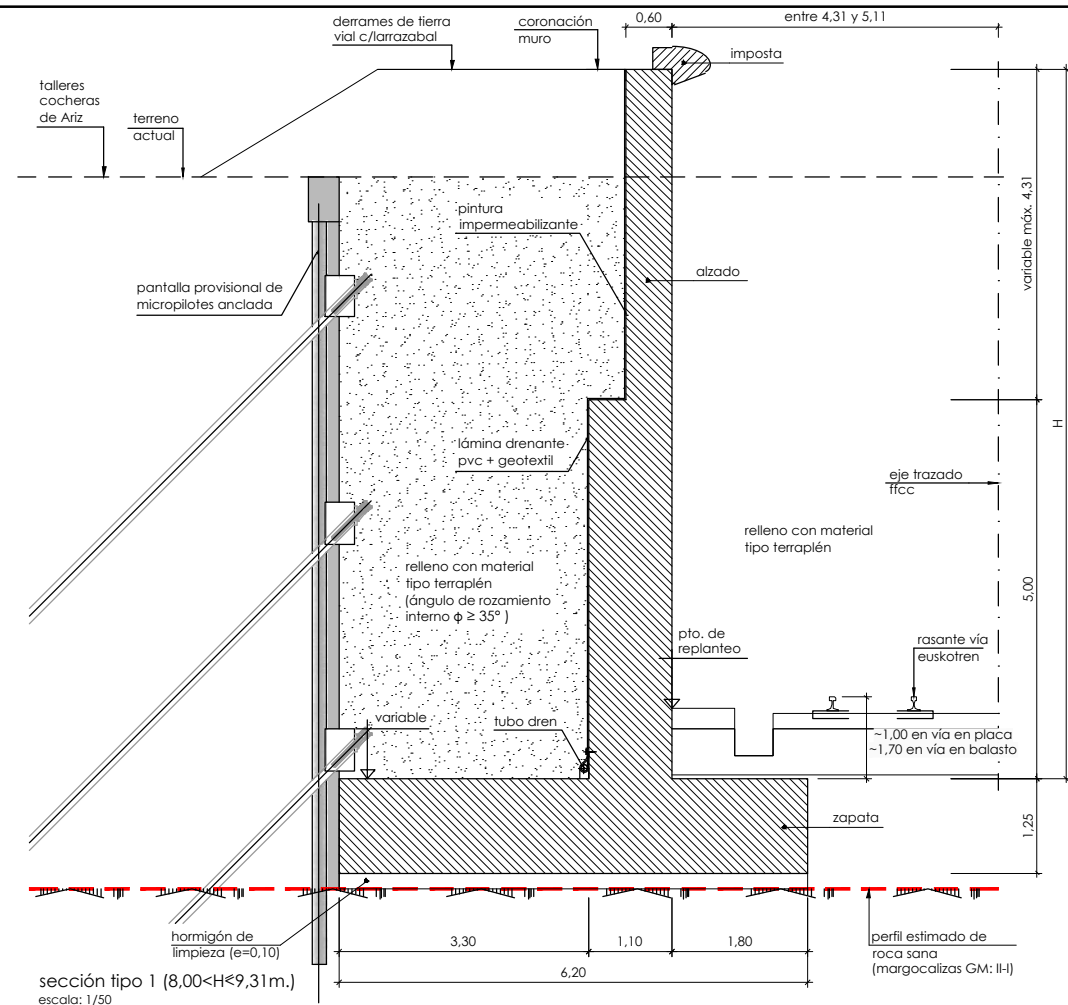 derrames de tierra
vial c/larrazabal
coronación
muro
0,60
entre 4,31 y 5,11
imposta
talleres
cocheras
de Ariz
terreno
actual
pintura
impermeabilizante
alzado
variable máx. 4,31
pantalla provisional de
micropilotes anclada
H
lámina drenante
pvc + geotextil
eje trazado
ffcc
relleno con material
tipo terraplén
relleno con material
tipo terraplén
(ángulo de rozamiento
interno ϕ ≥ 35° )
5,00
pto. de
replanteo
rasante vía
euskotren
variable
tubo dren
~1,00 en vía en placa
~1,70 en vía en balasto
zapata
1,25
hormigón de
limpieza (e=0,10)
3,30
1,10
1,80
6,20
perfil estimado de
roca sana
(margocalizas GM: II-I)
sección tipo 1 (8,00<H≤9,31m.)
escala: 1/50